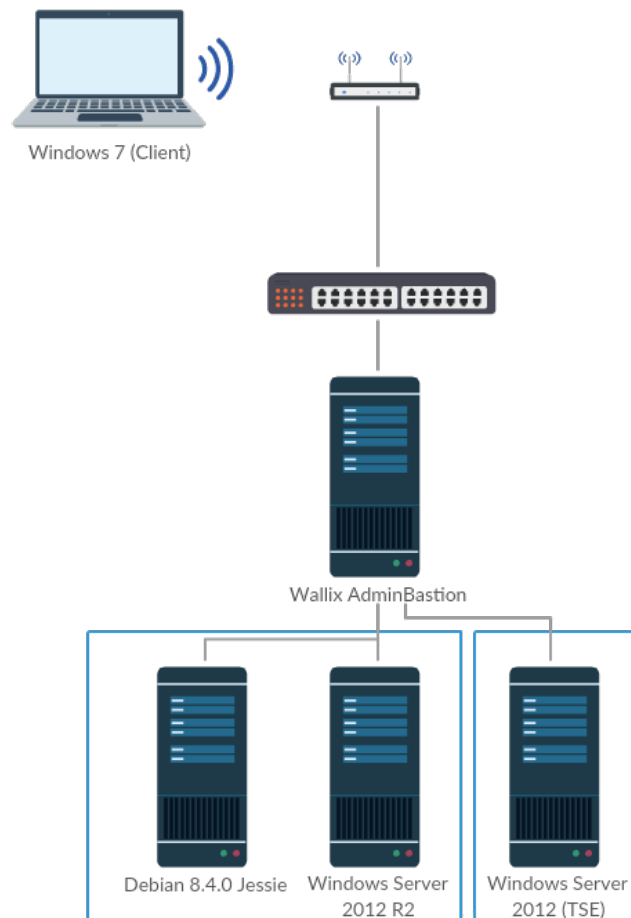 Windows 7 (Client)
Wallix AdminBastion
Debian 8.4.0 Jessie
Windows Server
2012 R2
Windows Server
2012 (TSE)